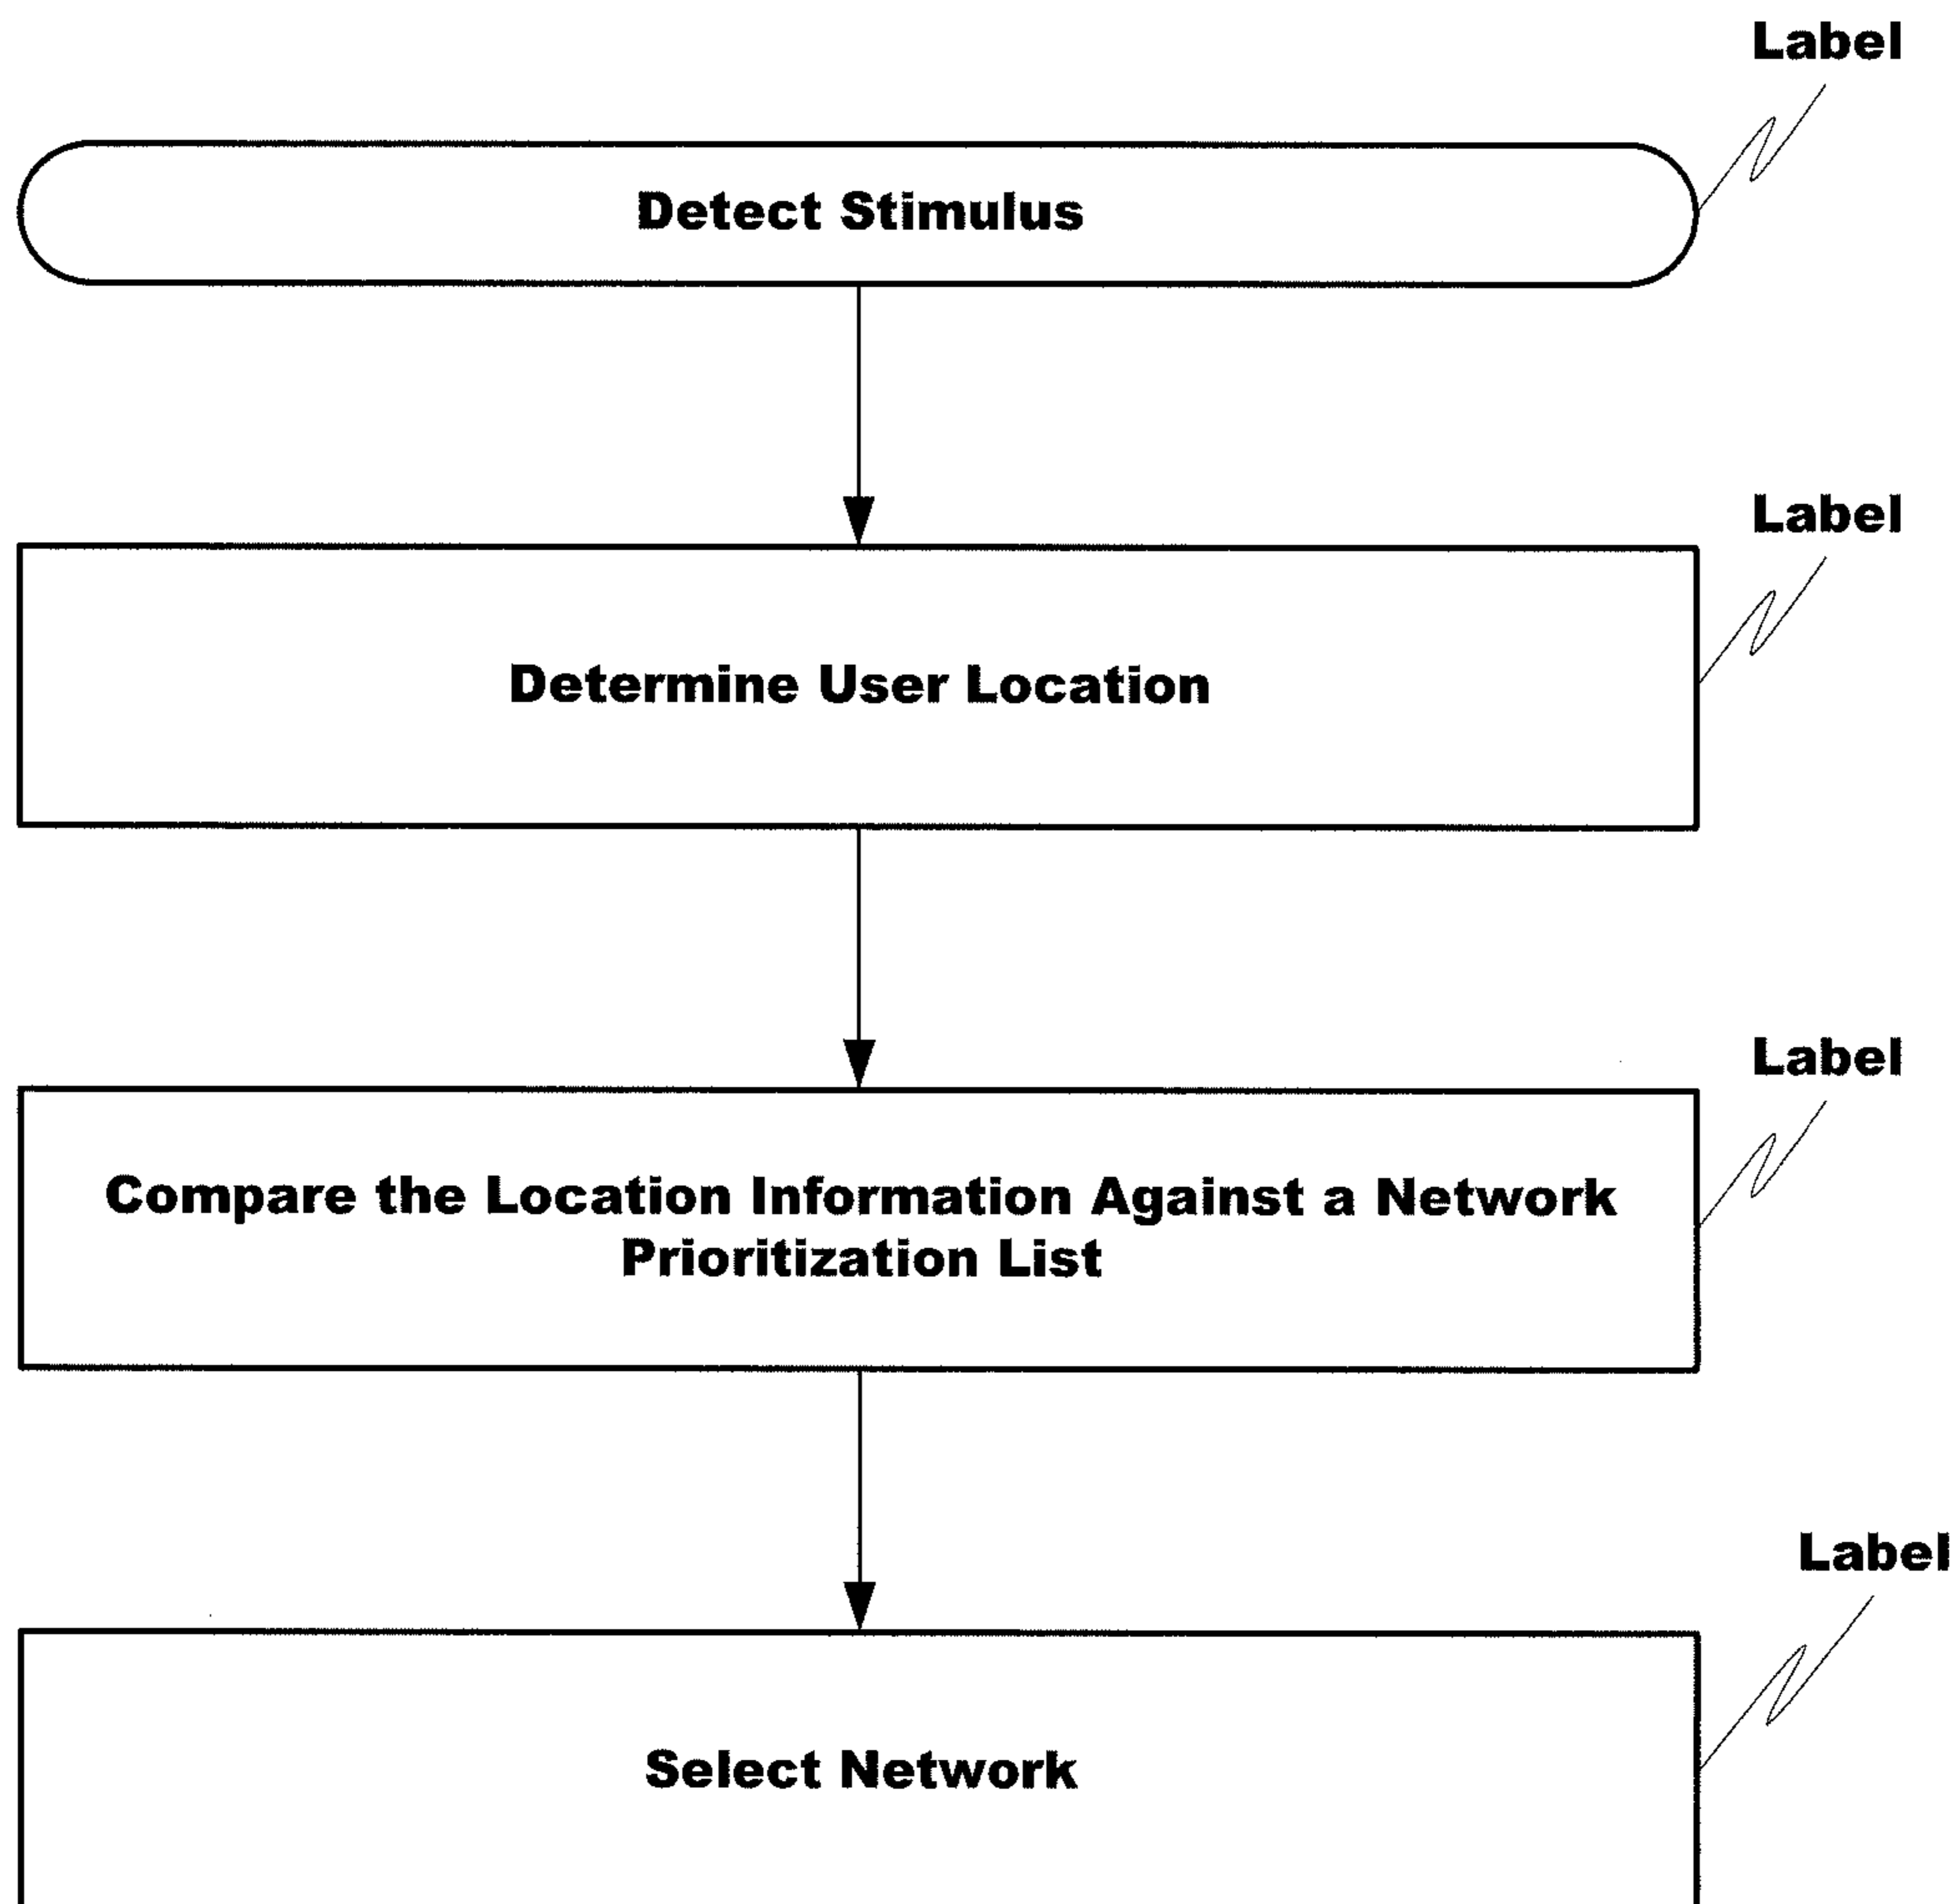 Label
Detect Stimulus
Label
Determine User Location
Label
Compare the Location Information Against a Network
Prioritization List
Label
Select Network